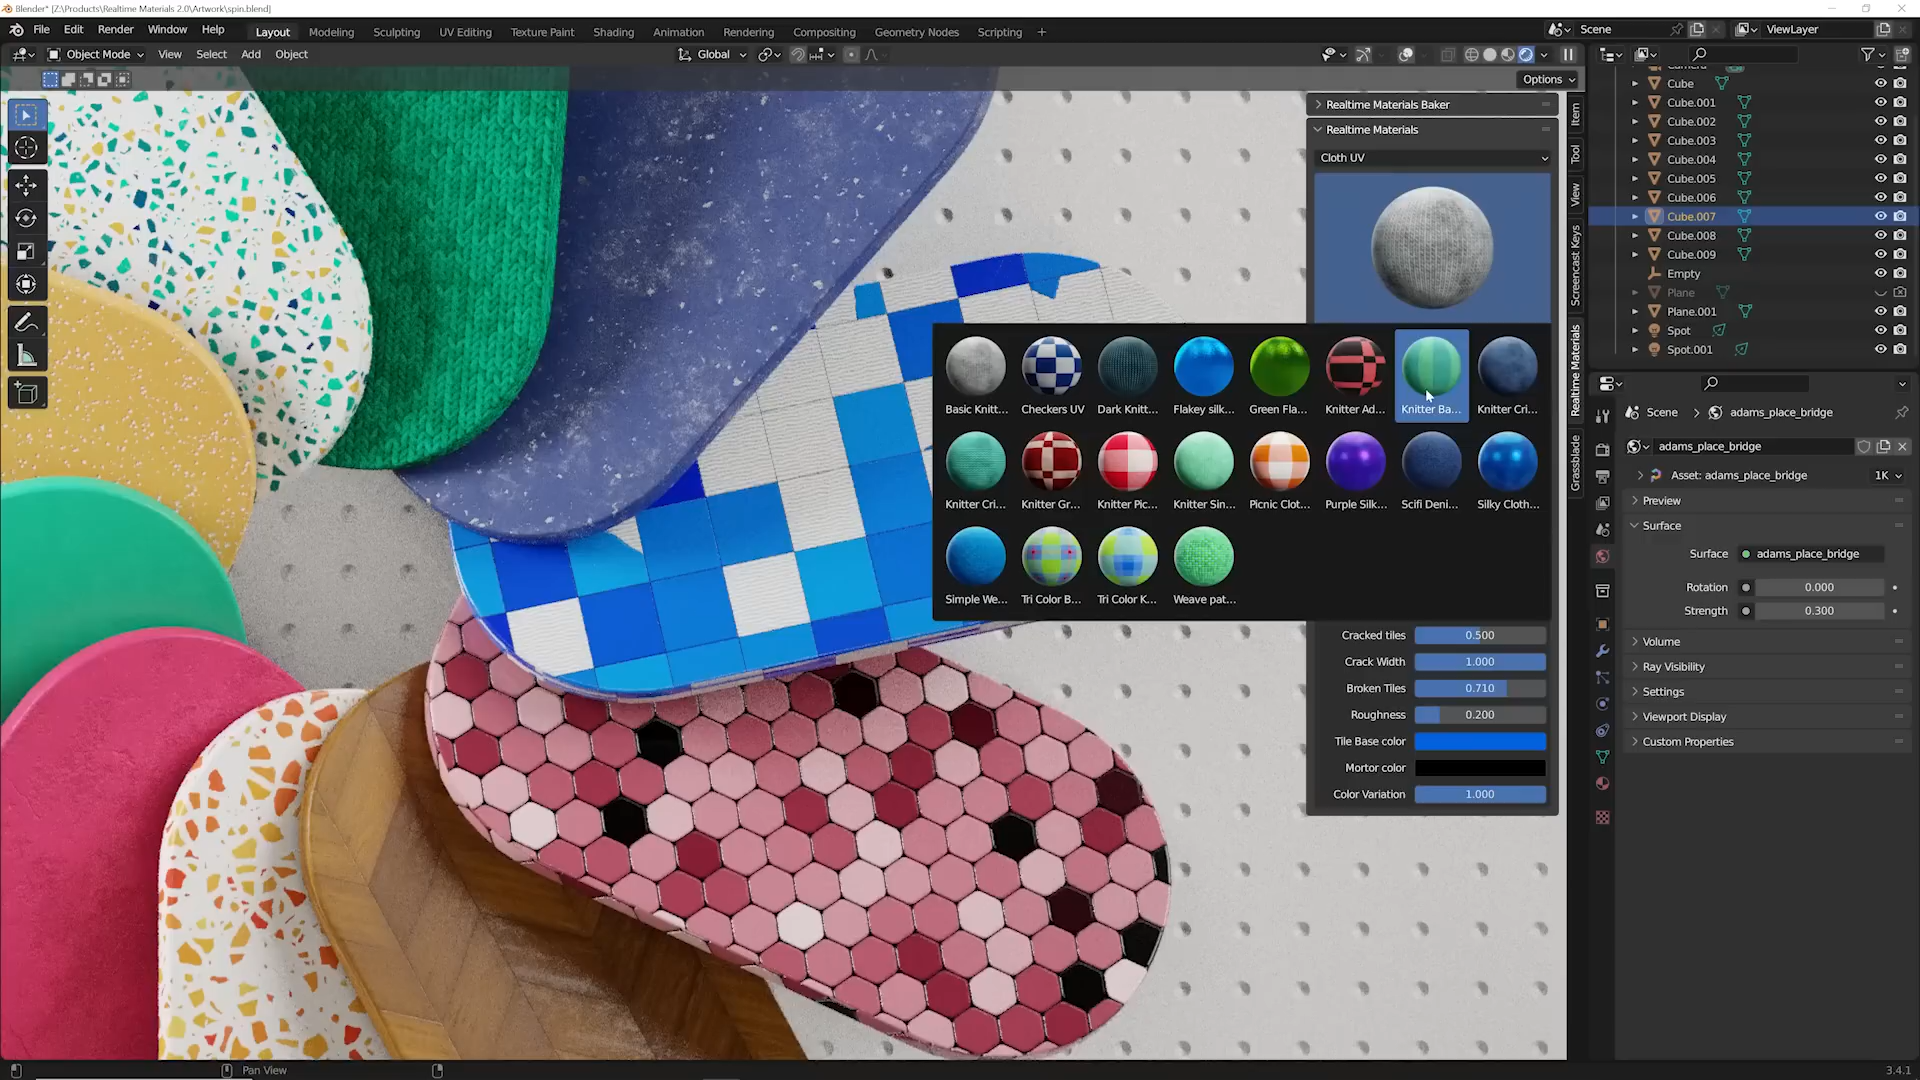 Blender* [Z:\Products\Realtime Materials 2.0\Artwork\spin.blend]
File Edit Render Window Help Layout Modeling Sculpting UV Editing Texture Paint Shading Animation Rendering Compositing Geometry Nodes Scripting + Scene ViewLayer
Object Mode View Select Add Object Global
Options
Realtime Materials Baker
Realtime Materials
Cloth UV
Item
Tool
View
Screencast Keys
Realtime Materials
Grassblade
Basic Knitt... Checkers UV Dark Knitt... Flakey silk... Green Fla... Knitter Ad... Knitter Ba... Knitter Cri...
Knitter Cri... Knitter Gr... Knitter Pic... Knitter Sin... Picnic Clot... Purple Silk... Scifi Deni... Silky Cloth...
Simple We... Tri Color B... Tri Color K... Weave pat...
Cracked tiles 0.500
Crack Width 1.000
Broken Tiles 0.710
Roughness 0.200
Tile Base color
Mortor color
Color Variation 1.000
Camera
Cube
Cube.001
Cube.002
Cube.003
Cube.004
Cube.005
Cube.006
Cube.007
Cube.008
Cube.009
Empty
Plane
Plane.001
Spot
Spot.001
Scene > adams_place_bridge
adams_place_bridge
Asset: adams_place_bridge 1K
Preview
Surface
Surface adams_place_bridge
Rotation 0.000
Strength 0.300
Volume
Ray Visibility
Settings
Viewport Display
Custom Properties
Pan View
3.4.1